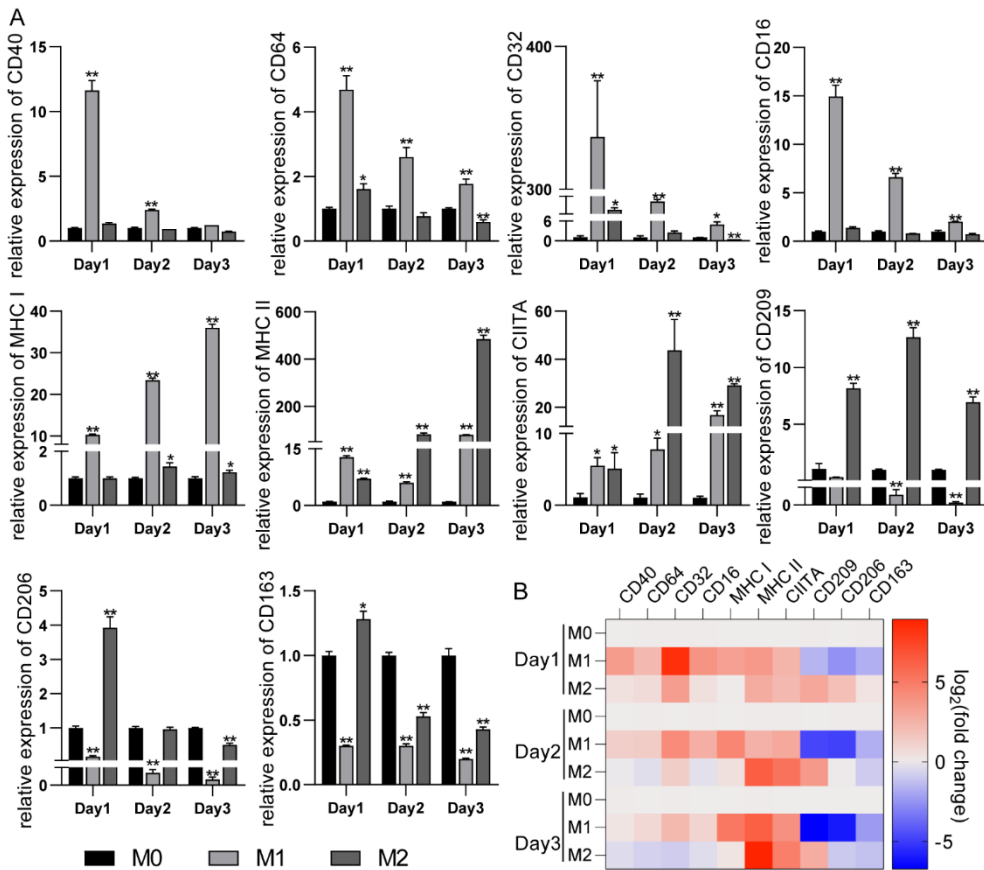 A
relative expression of CD40
15
10
5
0
Day1 Day2 Day3
** **
relative expression of CD64
6
4
2
0
Day1 Day2 Day3
** * ** ** **
relative expression of CD32
400
300
6
0
Day1 Day2 Day3
** * ** * **
relative expression of CD16
20
15
10
5
0
Day1 Day2 Day3
** ** **
relative expression of MHC I
40
30
20
10
2
1
0
Day1 Day2 Day3
** ** * ** *
relative expression of MHC II
600
400
200
15
0
Day1 Day2 Day3
** ** ** ** ** **
relative expression of CIITA
60
40
20
10
0
Day1 Day2 Day3
* * * ** ** **
relative expression of CD209
15
10
5
0
Day1 Day2 Day3
** ** ** ** **
relative expression of CD206
5
4
3
2
1
0
Day1 Day2 Day3
** ** ** ** **
relative expression of CD163
1.5
1.0
0.5
0.0
Day1 Day2 Day3
** * ** ** ** **
M0 M1 M2
B
CD40 CD64 CD32 CD16 MHC I MHC II CIITA CD209 CD206 CD163
Day1
M0
M1
M2
Day2
M0
M1
M2
Day3
M0
M1
M2
5
0
-5
log2(fold change)